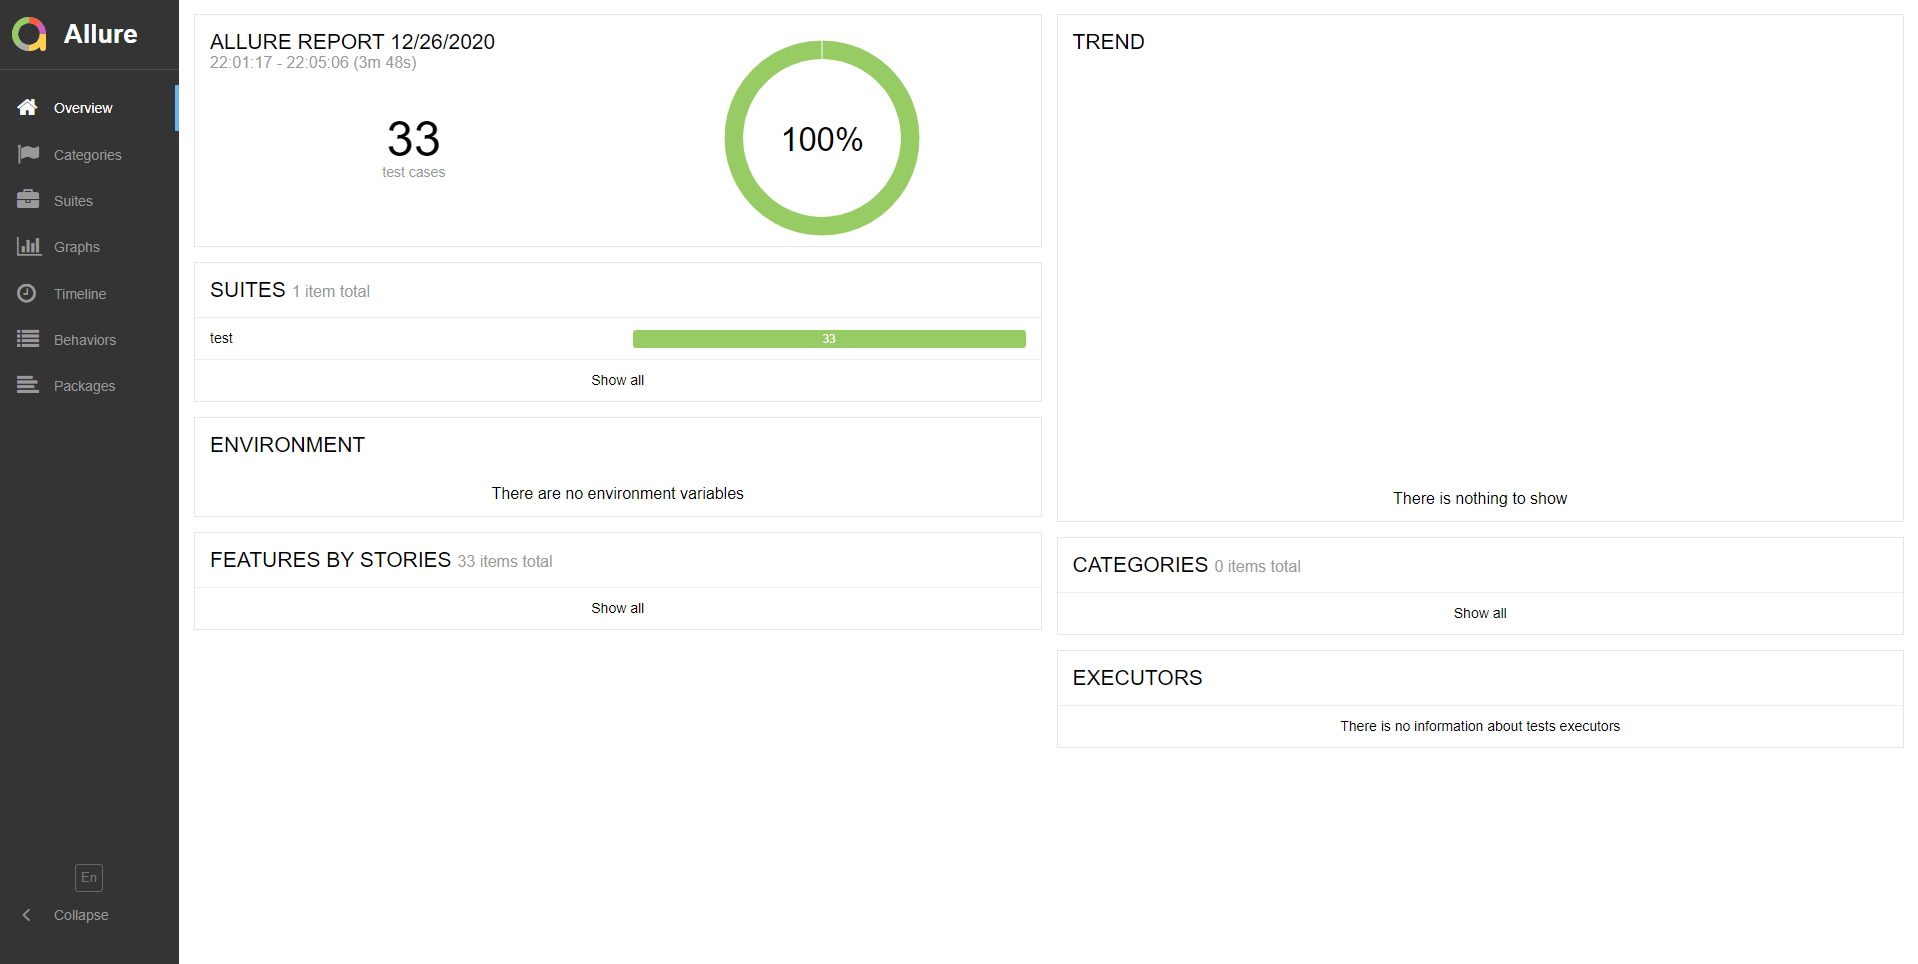 Allure
Overview
Categories
Suites
Graphs
Timeline
Behaviors
Packages
En
Collapse
ALLURE REPORT 12/26/2020
22:01:17 - 22:05:06 (3m 48s)
33
test cases
100%
SUITES 1 item total
test 33
Show all
ENVIRONMENT
There are no environment variables
FEATURES BY STORIES 33 items total
Show all
TREND
There is nothing to show
CATEGORIES 0 items total
Show all
EXECUTORS
There is no information about tests executors